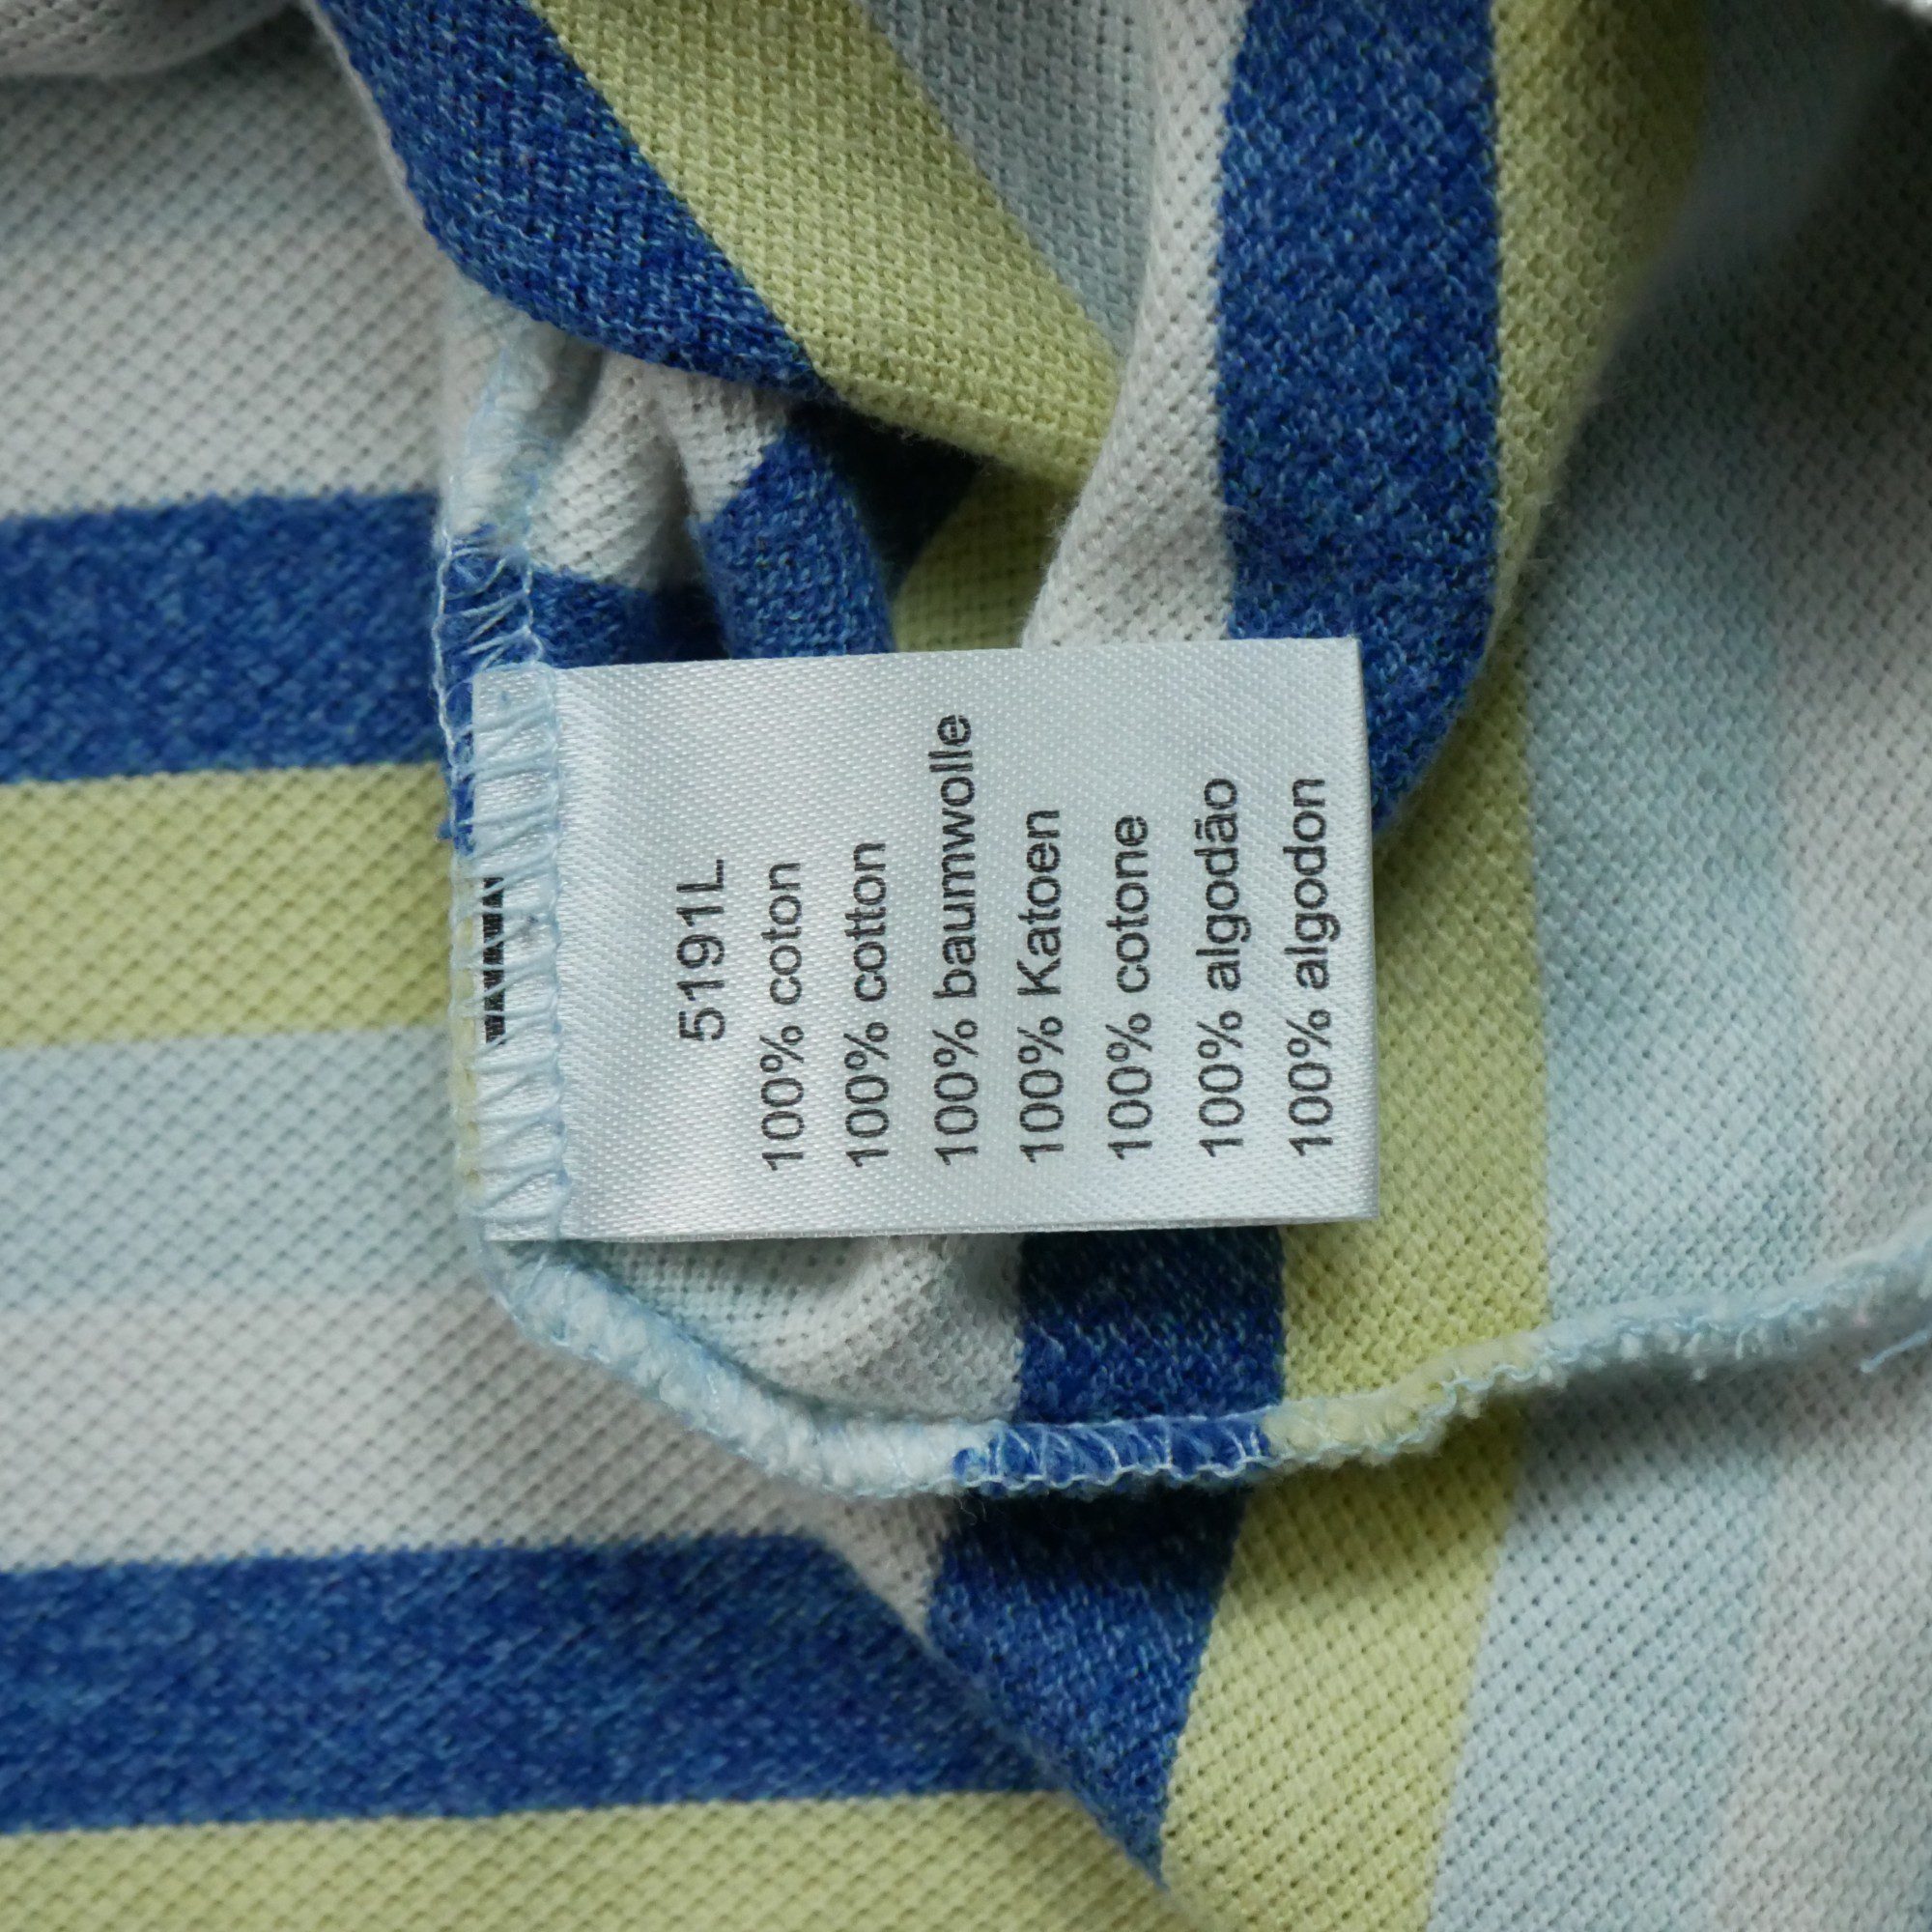 5191L
100% coton
100% cotton
100% baumwolle
100% Katoen
100% cotone
100% algodão
100% algodon